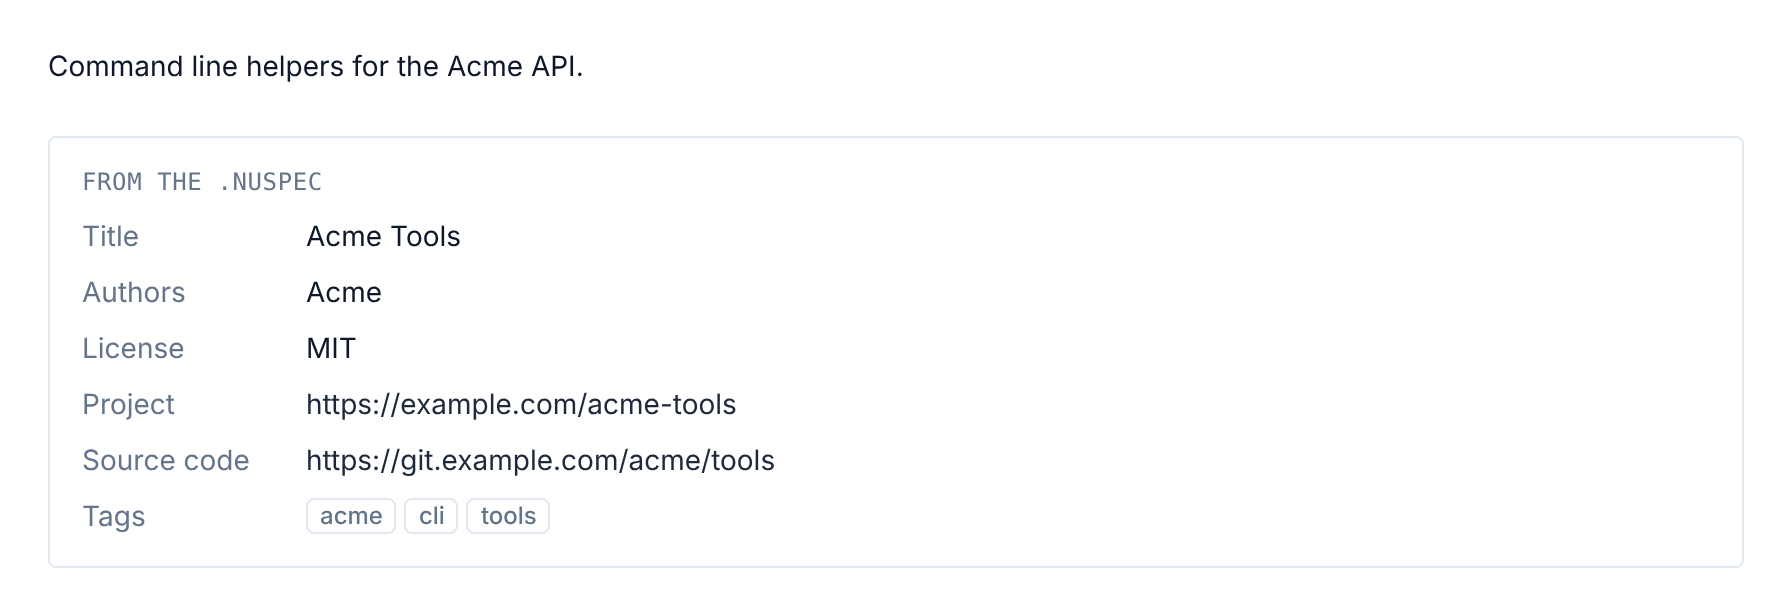 Command line helpers for the Acme API.
FROM THE .NUSPEC
Title Acme Tools
Authors Acme
License MIT
Project https://example.com/acme-tools
Source code https://git.example.com/acme/tools
Tags acme cli tools